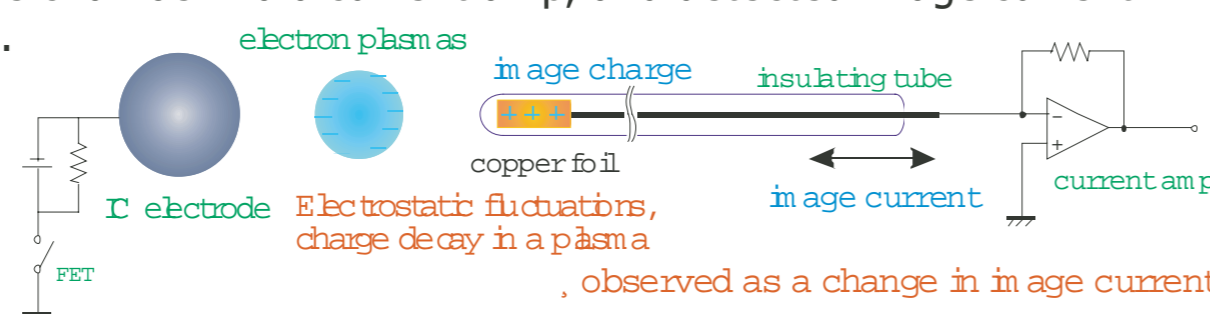 .
electron plasmas
image charge
insulating tube
+ + +
copper foil
IC electrode
Electrostatic fluctuations,
charge decay in a plasma
image current
−
+
current amp
FET
, observed as a change in image current